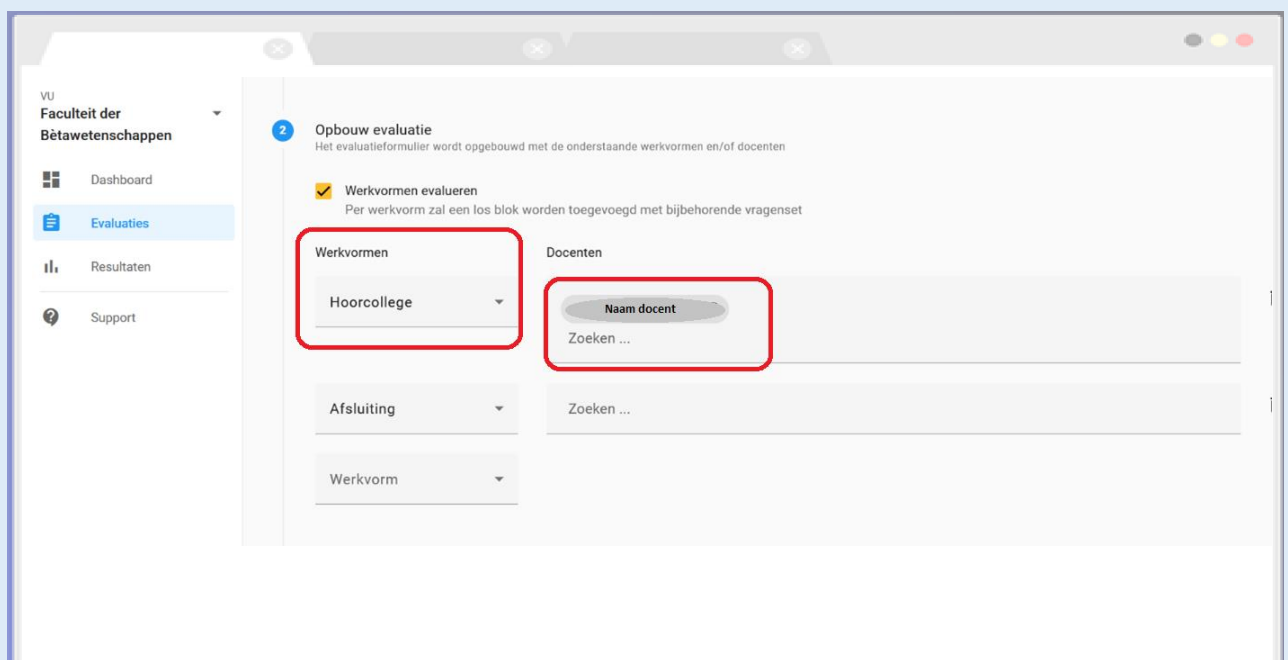 VU
Faculteit der
Bètawetenschappen
Dashboard
Evaluaties
Resultaten
Support
2
Opbouw evaluatie
Het evaluatieformulier wordt opgebouwd met de onderstaande werkvormen en/of docenten
Werkvormen evalueren
Per werkvorm zal een los blok worden toegevoegd met bijbehorende vragenset
Werkvormen
Docenten
Hoorcollege
Naam docent
Zoeken ...
Afsluiting
Zoeken ...
Werkvorm